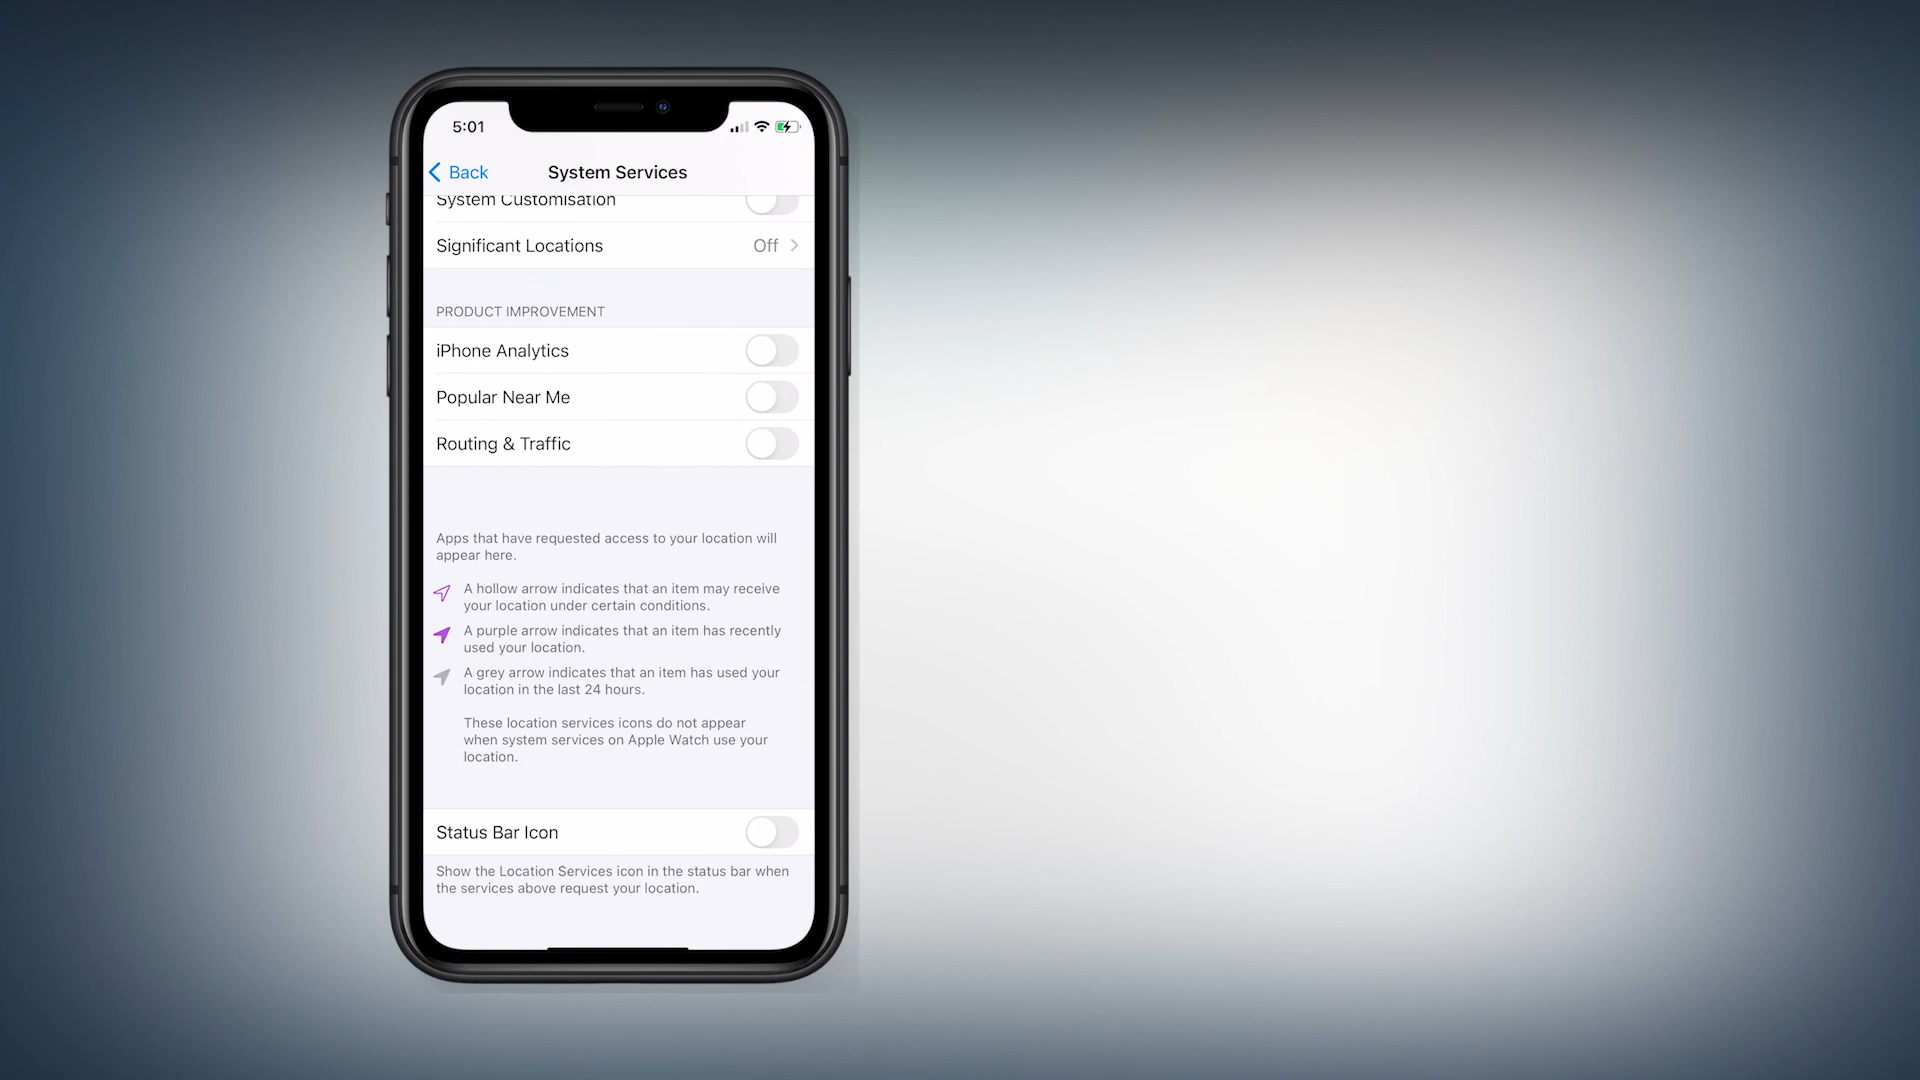 5:01
Back
System Services
System Customisation
Significant Locations Off
PRODUCT IMPROVEMENT
iPhone Analytics
Popular Near Me
Routing & Traffic
Apps that have requested access to your location will
appear here.
A hollow arrow indicates that an item may receive
your location under certain conditions.
A purple arrow indicates that an item has recently
used your location.
A grey arrow indicates that an item has used your
location in the last 24 hours.
These location services icons do not appear
when system services on Apple Watch use your
location.
Status Bar Icon
Show the Location Services icon in the status bar when
the services above request your location.